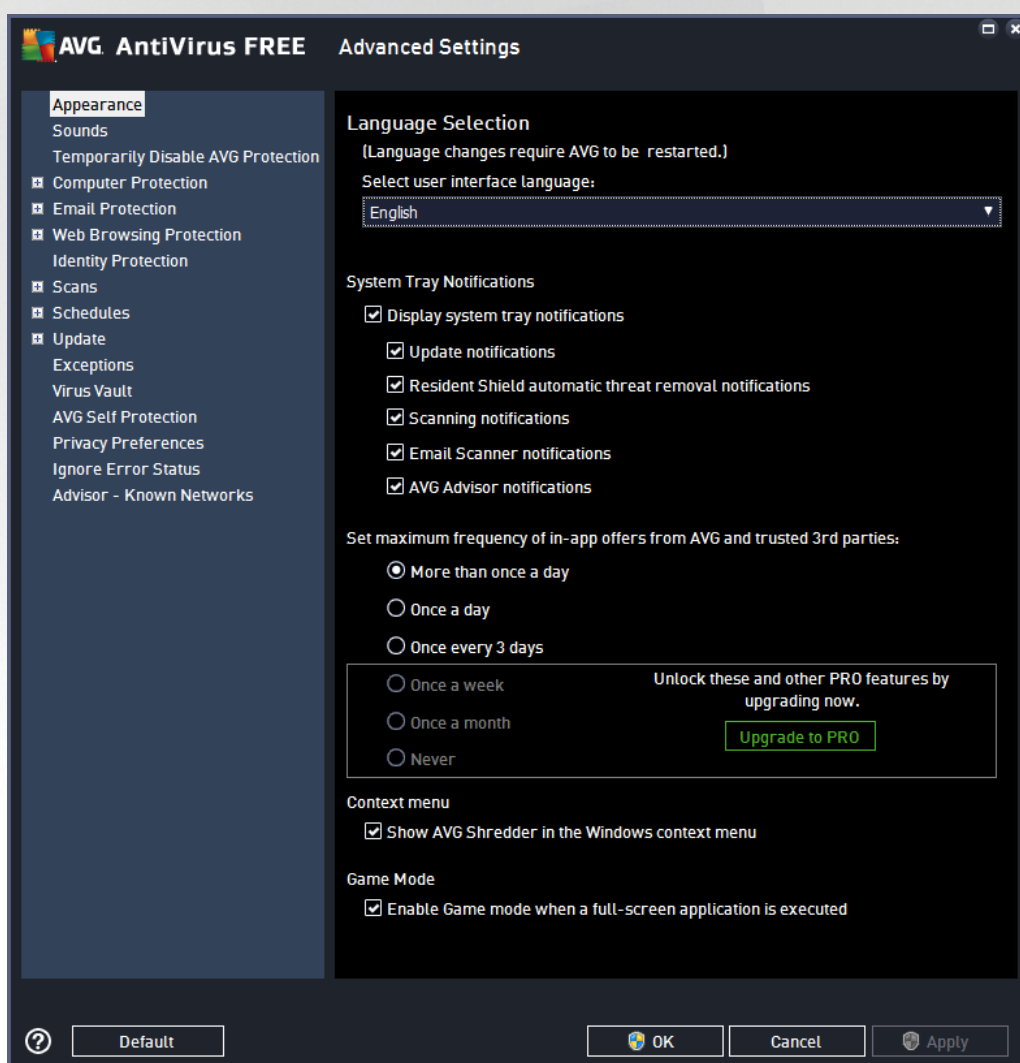 AVG. AntiVirus FREE Advanced Settings
Appearance
Sounds
Temporarily Disable AVG Protection
Computer Protection
Email Protection
Web Browsing Protection
Identity Protection
Scans
Schedules
Update
Exceptions
Virus Vault
AVG Self Protection
Privacy Preferences
Ignore Error Status
Advisor - Known Networks
Language Selection
(Language changes require AVG to be restarted.)
Select user interface language:
English
System Tray Notifications
Display system tray notifications
Update notifications
Resident Shield automatic threat removal notifications
Scanning notifications
Email Scanner notifications
AVG Advisor notifications
Set maximum frequency of in-app offers from AVG and trusted 3rd parties:
More than once a day
Once a day
Once every 3 days
Once a week
Once a month
Never
Unlock these and other PRO features by
upgrading now.
Upgrade to PRO
Context menu
Show AVG Shredder in the Windows context menu
Game Mode
Enable Game mode when a full-screen application is executed
? Default OK Cancel Apply